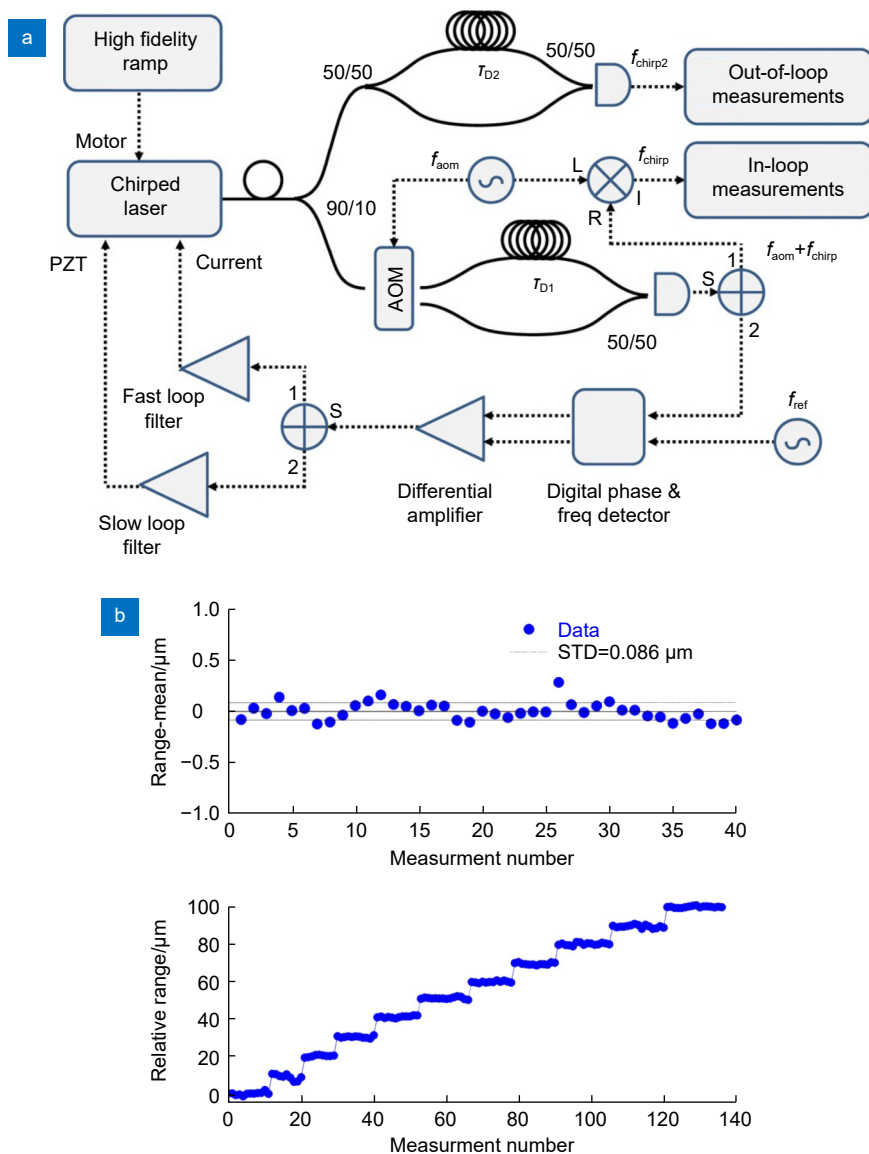 a
High fidelity
ramp
Motor
Chirped
laser
PZT
Current
50/50
τD2
50/50
fchirp2
Out-of-loop
measurements
90/10
faom
L
R
I
fchirp
In-loop
measurements
AOM
τD1
50/50
S
1
2
faom+fchirp
fref
Digital phase &
freq detector
Differential
amplifier
S
1
2
Fast loop
filter
Slow loop
filter
b
Range-mean/μm
1.0
0.5
0
−0.5
−1.0
Data
STD=0.086 μm
0 5 10 15 20 25 30 35 40
Measurment number
Relative range/μm
100
80
60
40
20
0
0 20 40 60 80 100 120 140
Measurment number